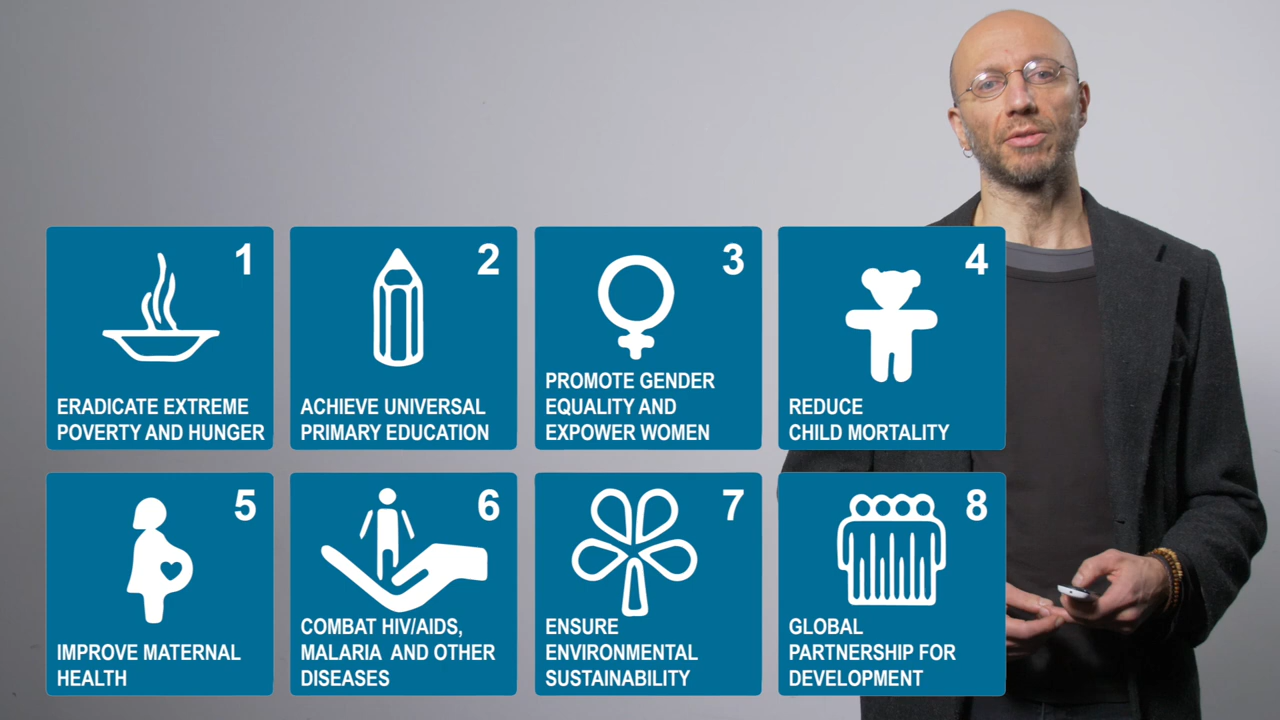 1
ERADICATE EXTREME
POVERTY AND HUNGER
2
ACHIEVE UNIVERSAL
PRIMARY EDUCATION
3
PROMOTE GENDER
EQUALITY AND
EXPOWER WOMEN
4
REDUCE
CHILD MORTALITY
5
IMPROVE MATERNAL
HEALTH
6
COMBAT HIV/AIDS,
MALARIA AND OTHER
DISEASES
7
ENSURE
ENVIRONMENTAL
SUSTAINABILITY
8
GLOBAL
PARTNERSHIP FOR
DEVELOPMENT